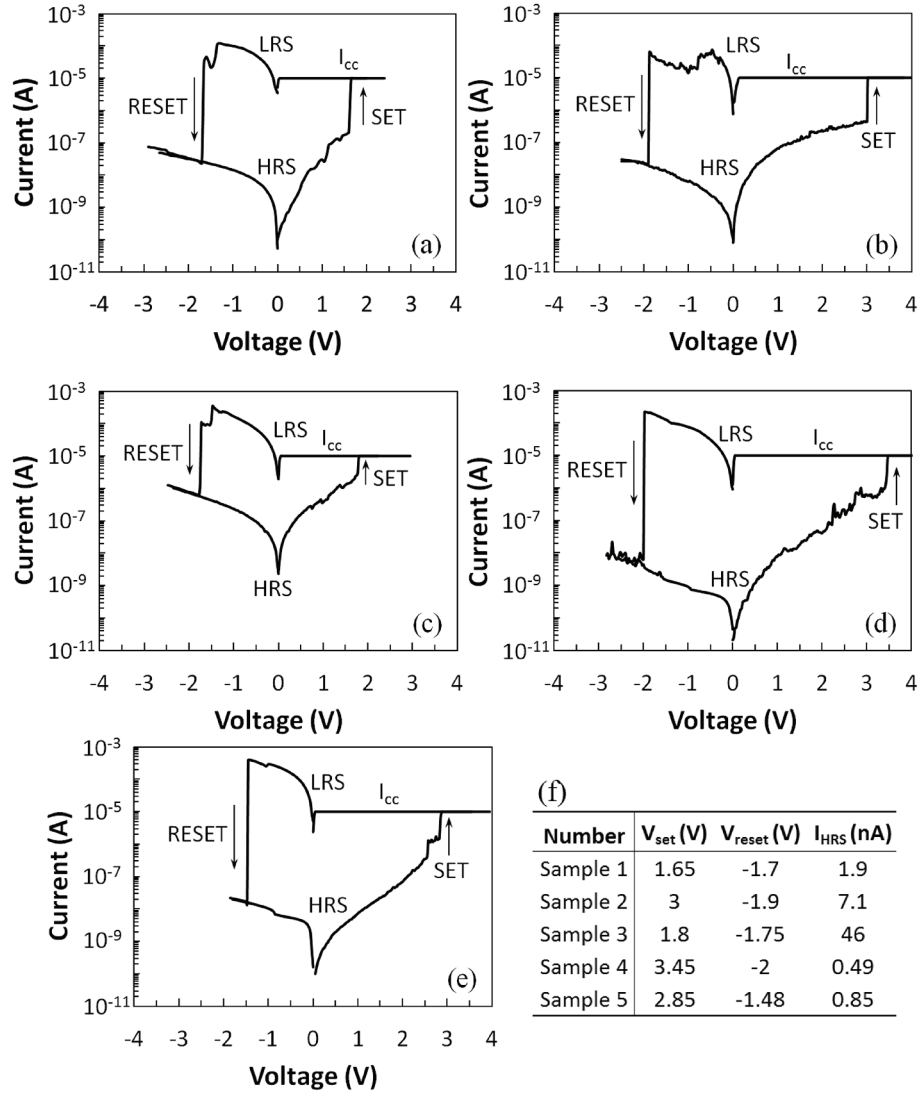 Current (A)
10⁻³
10⁻⁵
10⁻⁷
10⁻⁹
10⁻¹¹
LRS
I_cc
RESET
SET
HRS
(a)
-4 -3 -2 -1 0 1 2 3 4
Voltage (V)
Current (A)
10⁻³
10⁻⁵
10⁻⁷
10⁻⁹
10⁻¹¹
LRS
I_cc
RESET
SET
HRS
(b)
-4 -3 -2 -1 0 1 2 3 4
Voltage (V)
Current (A)
10⁻³
10⁻⁵
10⁻⁷
10⁻⁹
10⁻¹¹
LRS
I_cc
RESET
SET
HRS
(c)
-4 -3 -2 -1 0 1 2 3 4
Voltage (V)
Current (A)
10⁻³
10⁻⁵
10⁻⁷
10⁻⁹
10⁻¹¹
LRS
I_cc
RESET
SET
HRS
(d)
-4 -3 -2 -1 0 1 2 3 4
Voltage (V)
Current (A)
10⁻³
10⁻⁵
10⁻⁷
10⁻⁹
10⁻¹¹
LRS
I_cc
RESET
SET
HRS
(e)
-4 -3 -2 -1 0 1 2 3 4
Voltage (V)
(f)
Number V_set (V) V_reset (V) I_HRS (nA)
Sample 1 1.65 -1.7 1.9
Sample 2 3 -1.9 7.1
Sample 3 1.8 -1.75 46
Sample 4 3.45 -2 0.49
Sample 5 2.85 -1.48 0.85